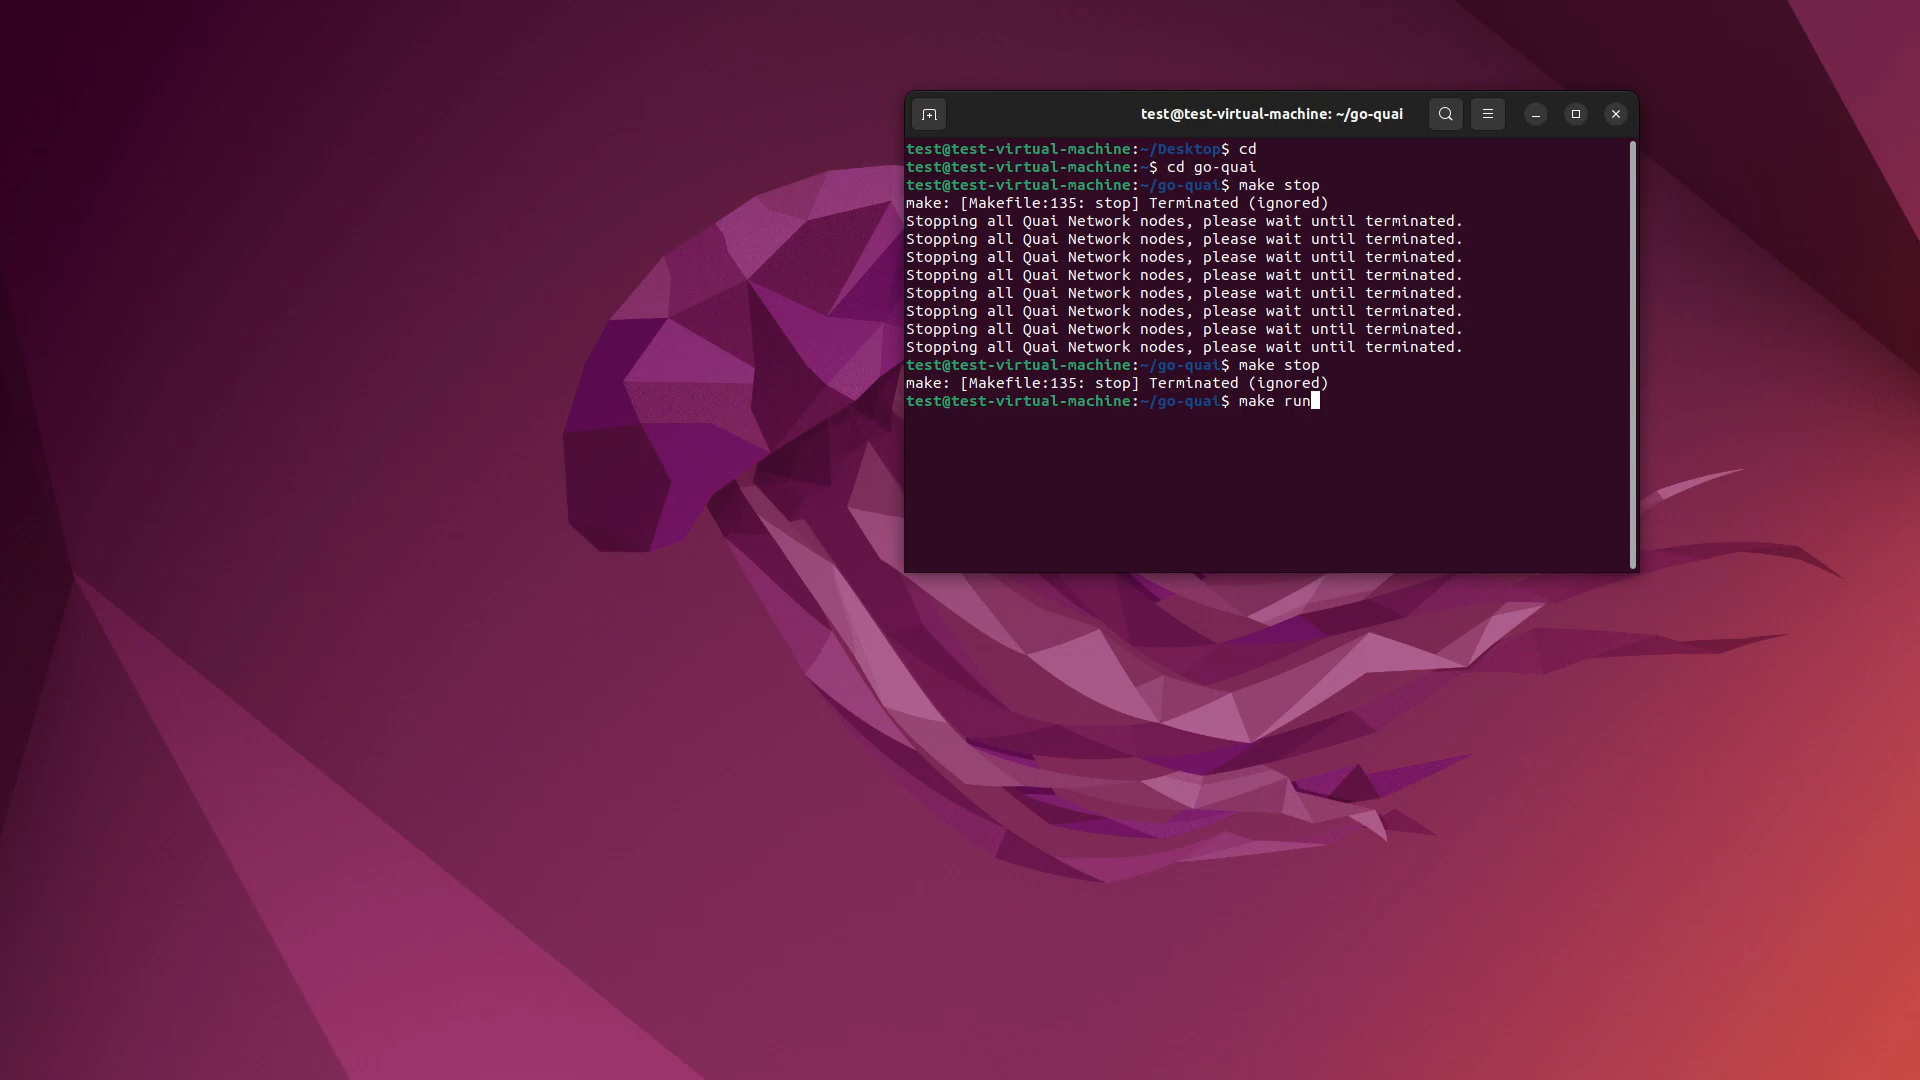 test@test-virtual-machine: ~/go-quai
test@test-virtual-machine:~/Desktop$ cd
test@test-virtual-machine:~$ cd go-quai
test@test-virtual-machine:~/go-quai$ make stop
make: [Makefile:135: stop] Terminated (ignored)
Stopping all Quai Network nodes, please wait until terminated.
Stopping all Quai Network nodes, please wait until terminated.
Stopping all Quai Network nodes, please wait until terminated.
Stopping all Quai Network nodes, please wait until terminated.
Stopping all Quai Network nodes, please wait until terminated.
Stopping all Quai Network nodes, please wait until terminated.
Stopping all Quai Network nodes, please wait until terminated.
Stopping all Quai Network nodes, please wait until terminated.
test@test-virtual-machine:~/go-quai$ make stop
make: [Makefile:135: stop] Terminated (ignored)
test@test-virtual-machine:~/go-quai$ make run